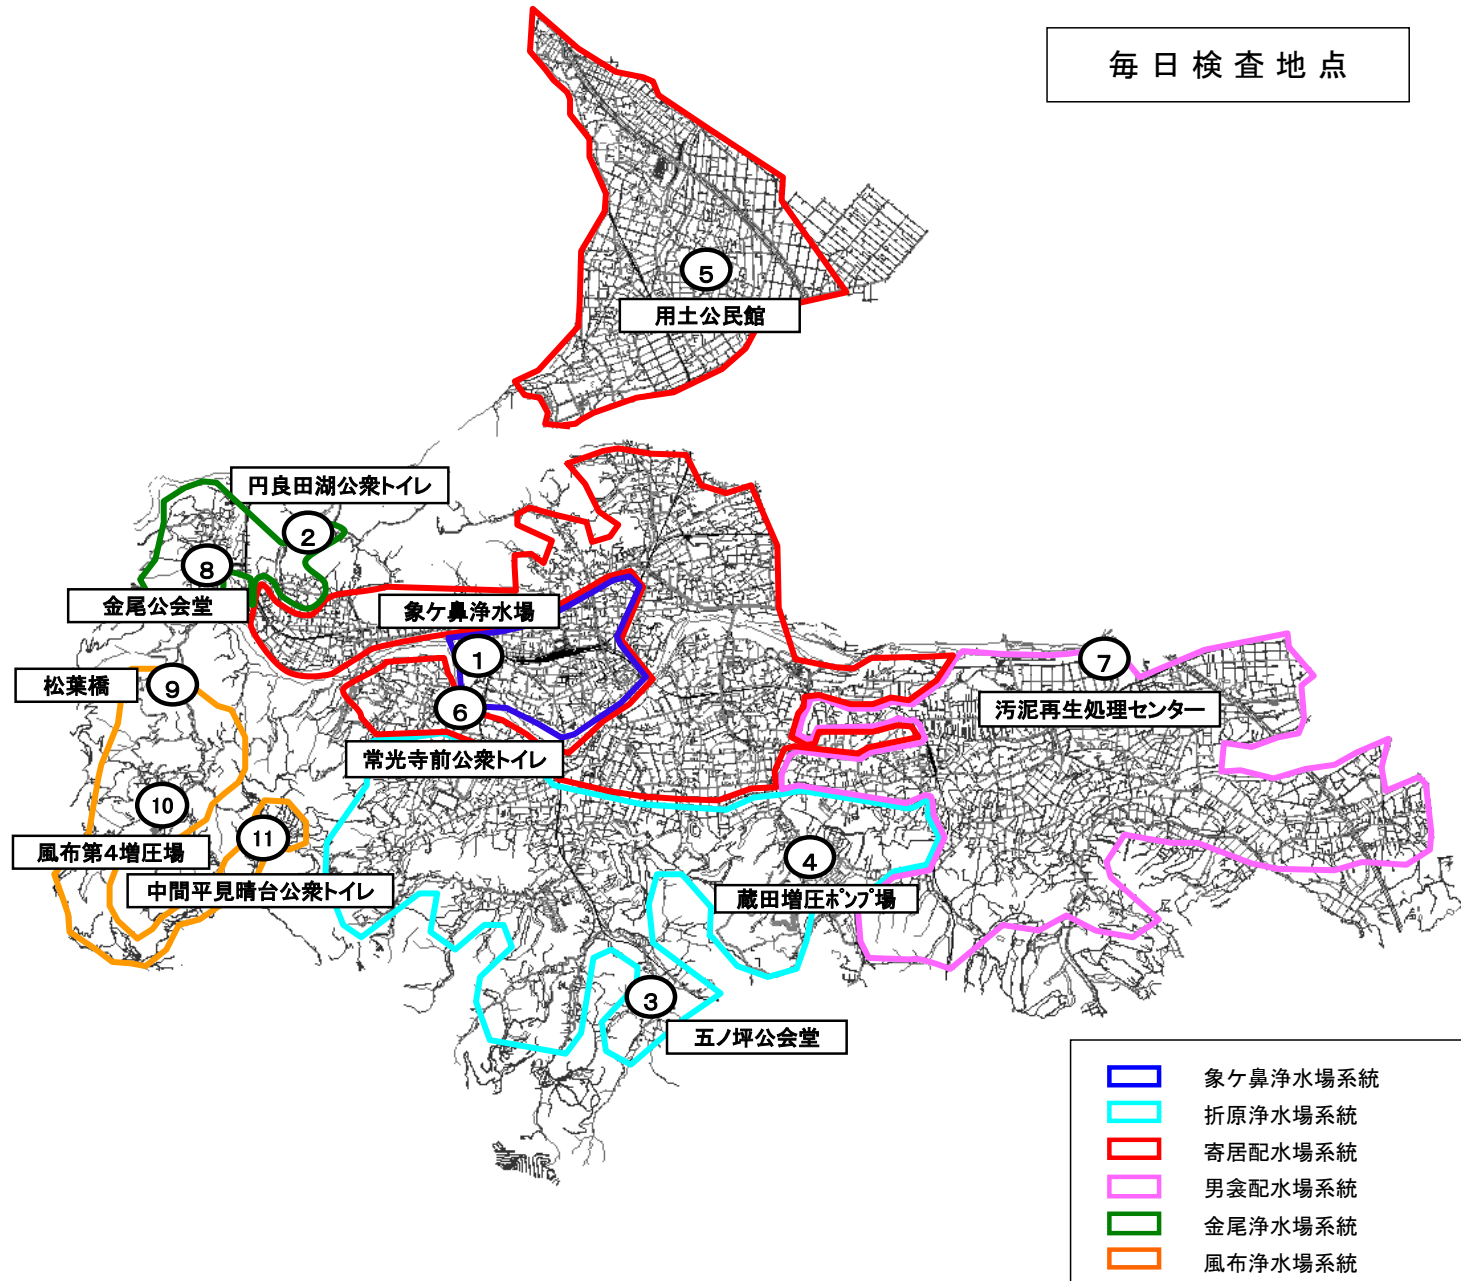 毎日検査地点
5
用土公民館
円良田湖公衆トイレ
2
8
金尾公会堂
象ケ鼻浄水場
1
7
松葉橋
9
6
汚泥再生処理センター
常光寺前公衆トイレ
10
11
風布第4増圧場
4
中間平見晴台公衆トイレ
蔵田増圧ポンプ場
3
五ノ坪公会堂
象ケ鼻浄水場系統
折原浄水場系統
寄居配水場系統
男衾配水場系統
金尾浄水場系統
風布浄水場系統